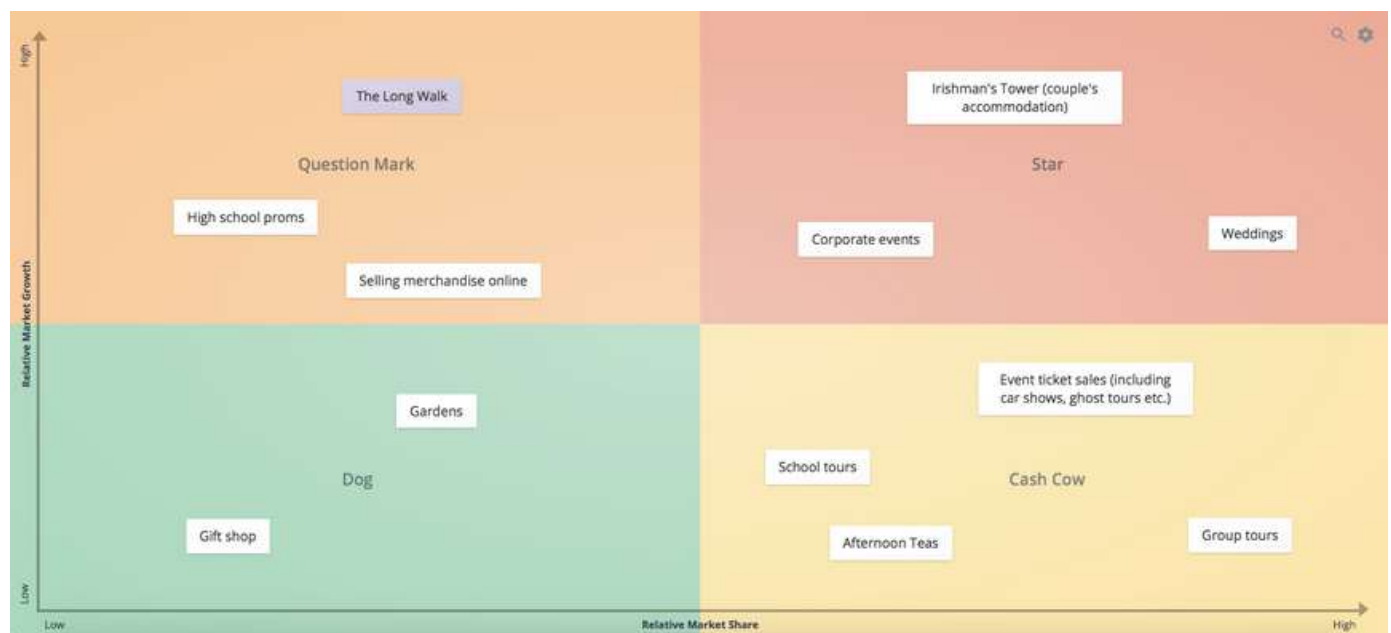 High
The Long Walk
Irishman's Tower (couple's
accommodation)
Question Mark
Star
High school proms
Corporate events
Weddings
Selling merchandise online
Relative Market Growth
Event ticket sales (including
car shows, ghost tours etc.)
Gardens
School tours
Dog
Cash Cow
Gift shop
Afternoon Teas
Group tours
Low
Low
Relative Market Share
High